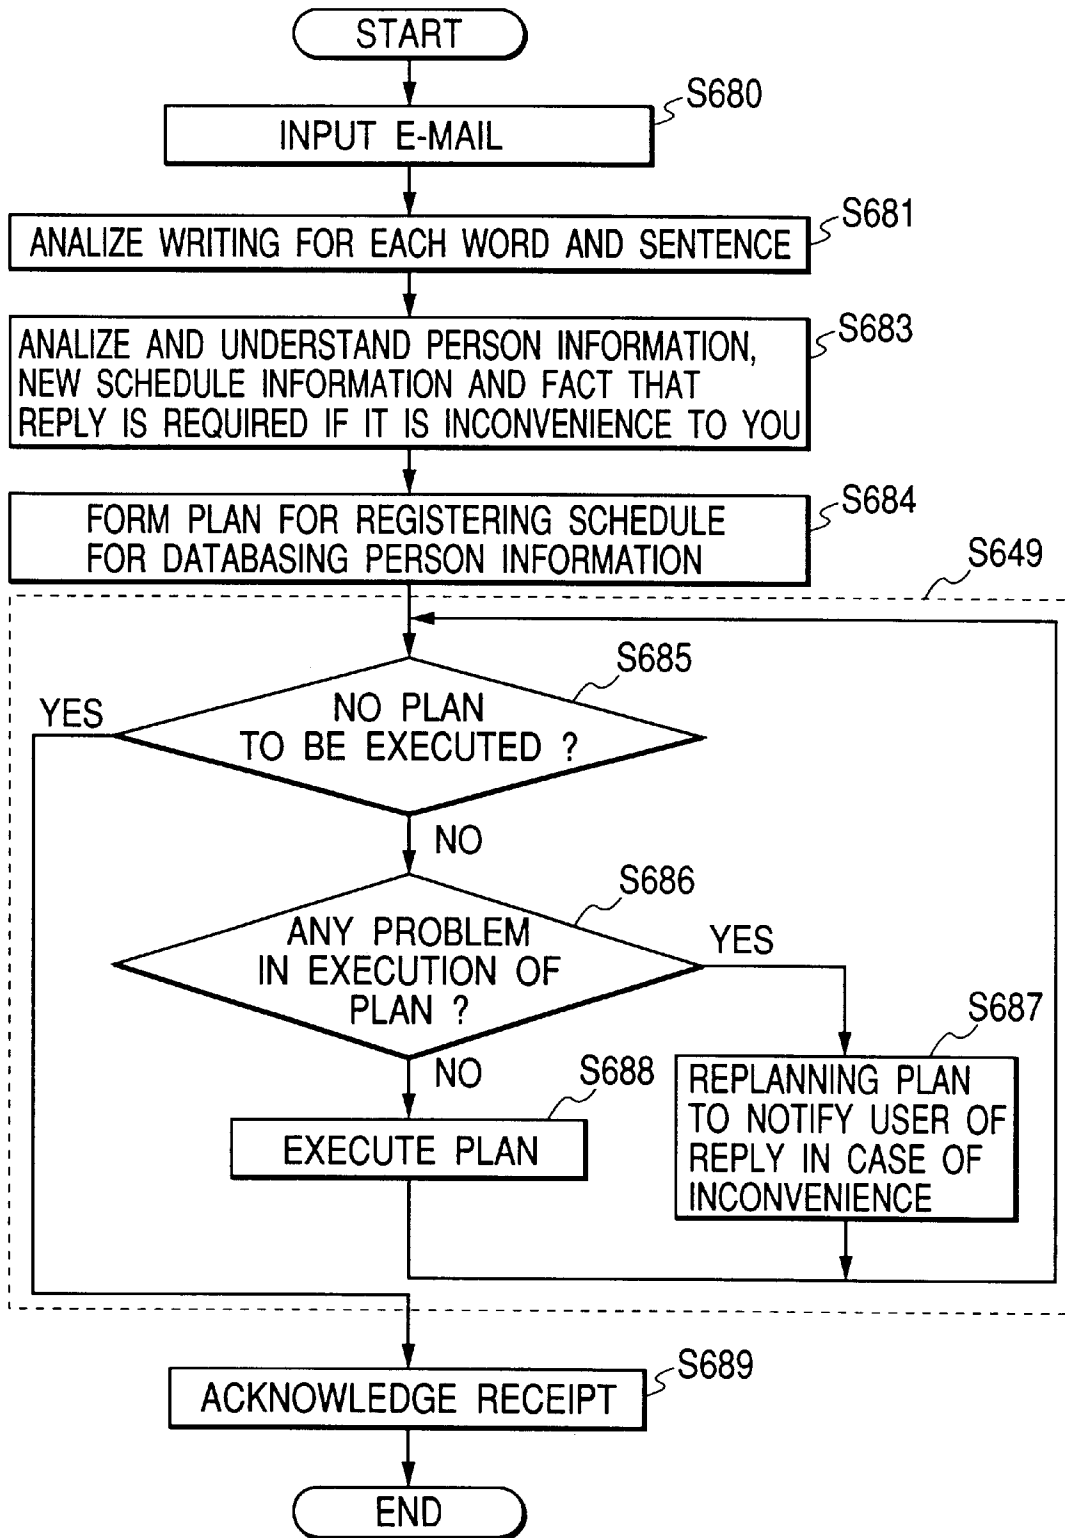 START
S680
INPUT E-MAIL
S681
ANALIZE WRITING FOR EACH WORD AND SENTENCE
S683
ANALIZE AND UNDERSTAND PERSON INFORMATION,
NEW SCHEDULE INFORMATION AND FACT THAT
REPLY IS REQUIRED IF IT IS INCONVENIENCE TO YOU
S684
FORM PLAN FOR REGISTERING SCHEDULE
FOR DATABASING PERSON INFORMATION
S649
S685
YES
NO PLAN
TO BE EXECUTED ?
NO
S686
ANY PROBLEM
IN EXECUTION OF
PLAN ?
YES
NO
S687
REPLANNING PLAN
TO NOTIFY USER OF
REPLY IN CASE OF
INCONVENIENCE
S688
EXECUTE PLAN
S689
ACKNOWLEDGE RECEIPT
END